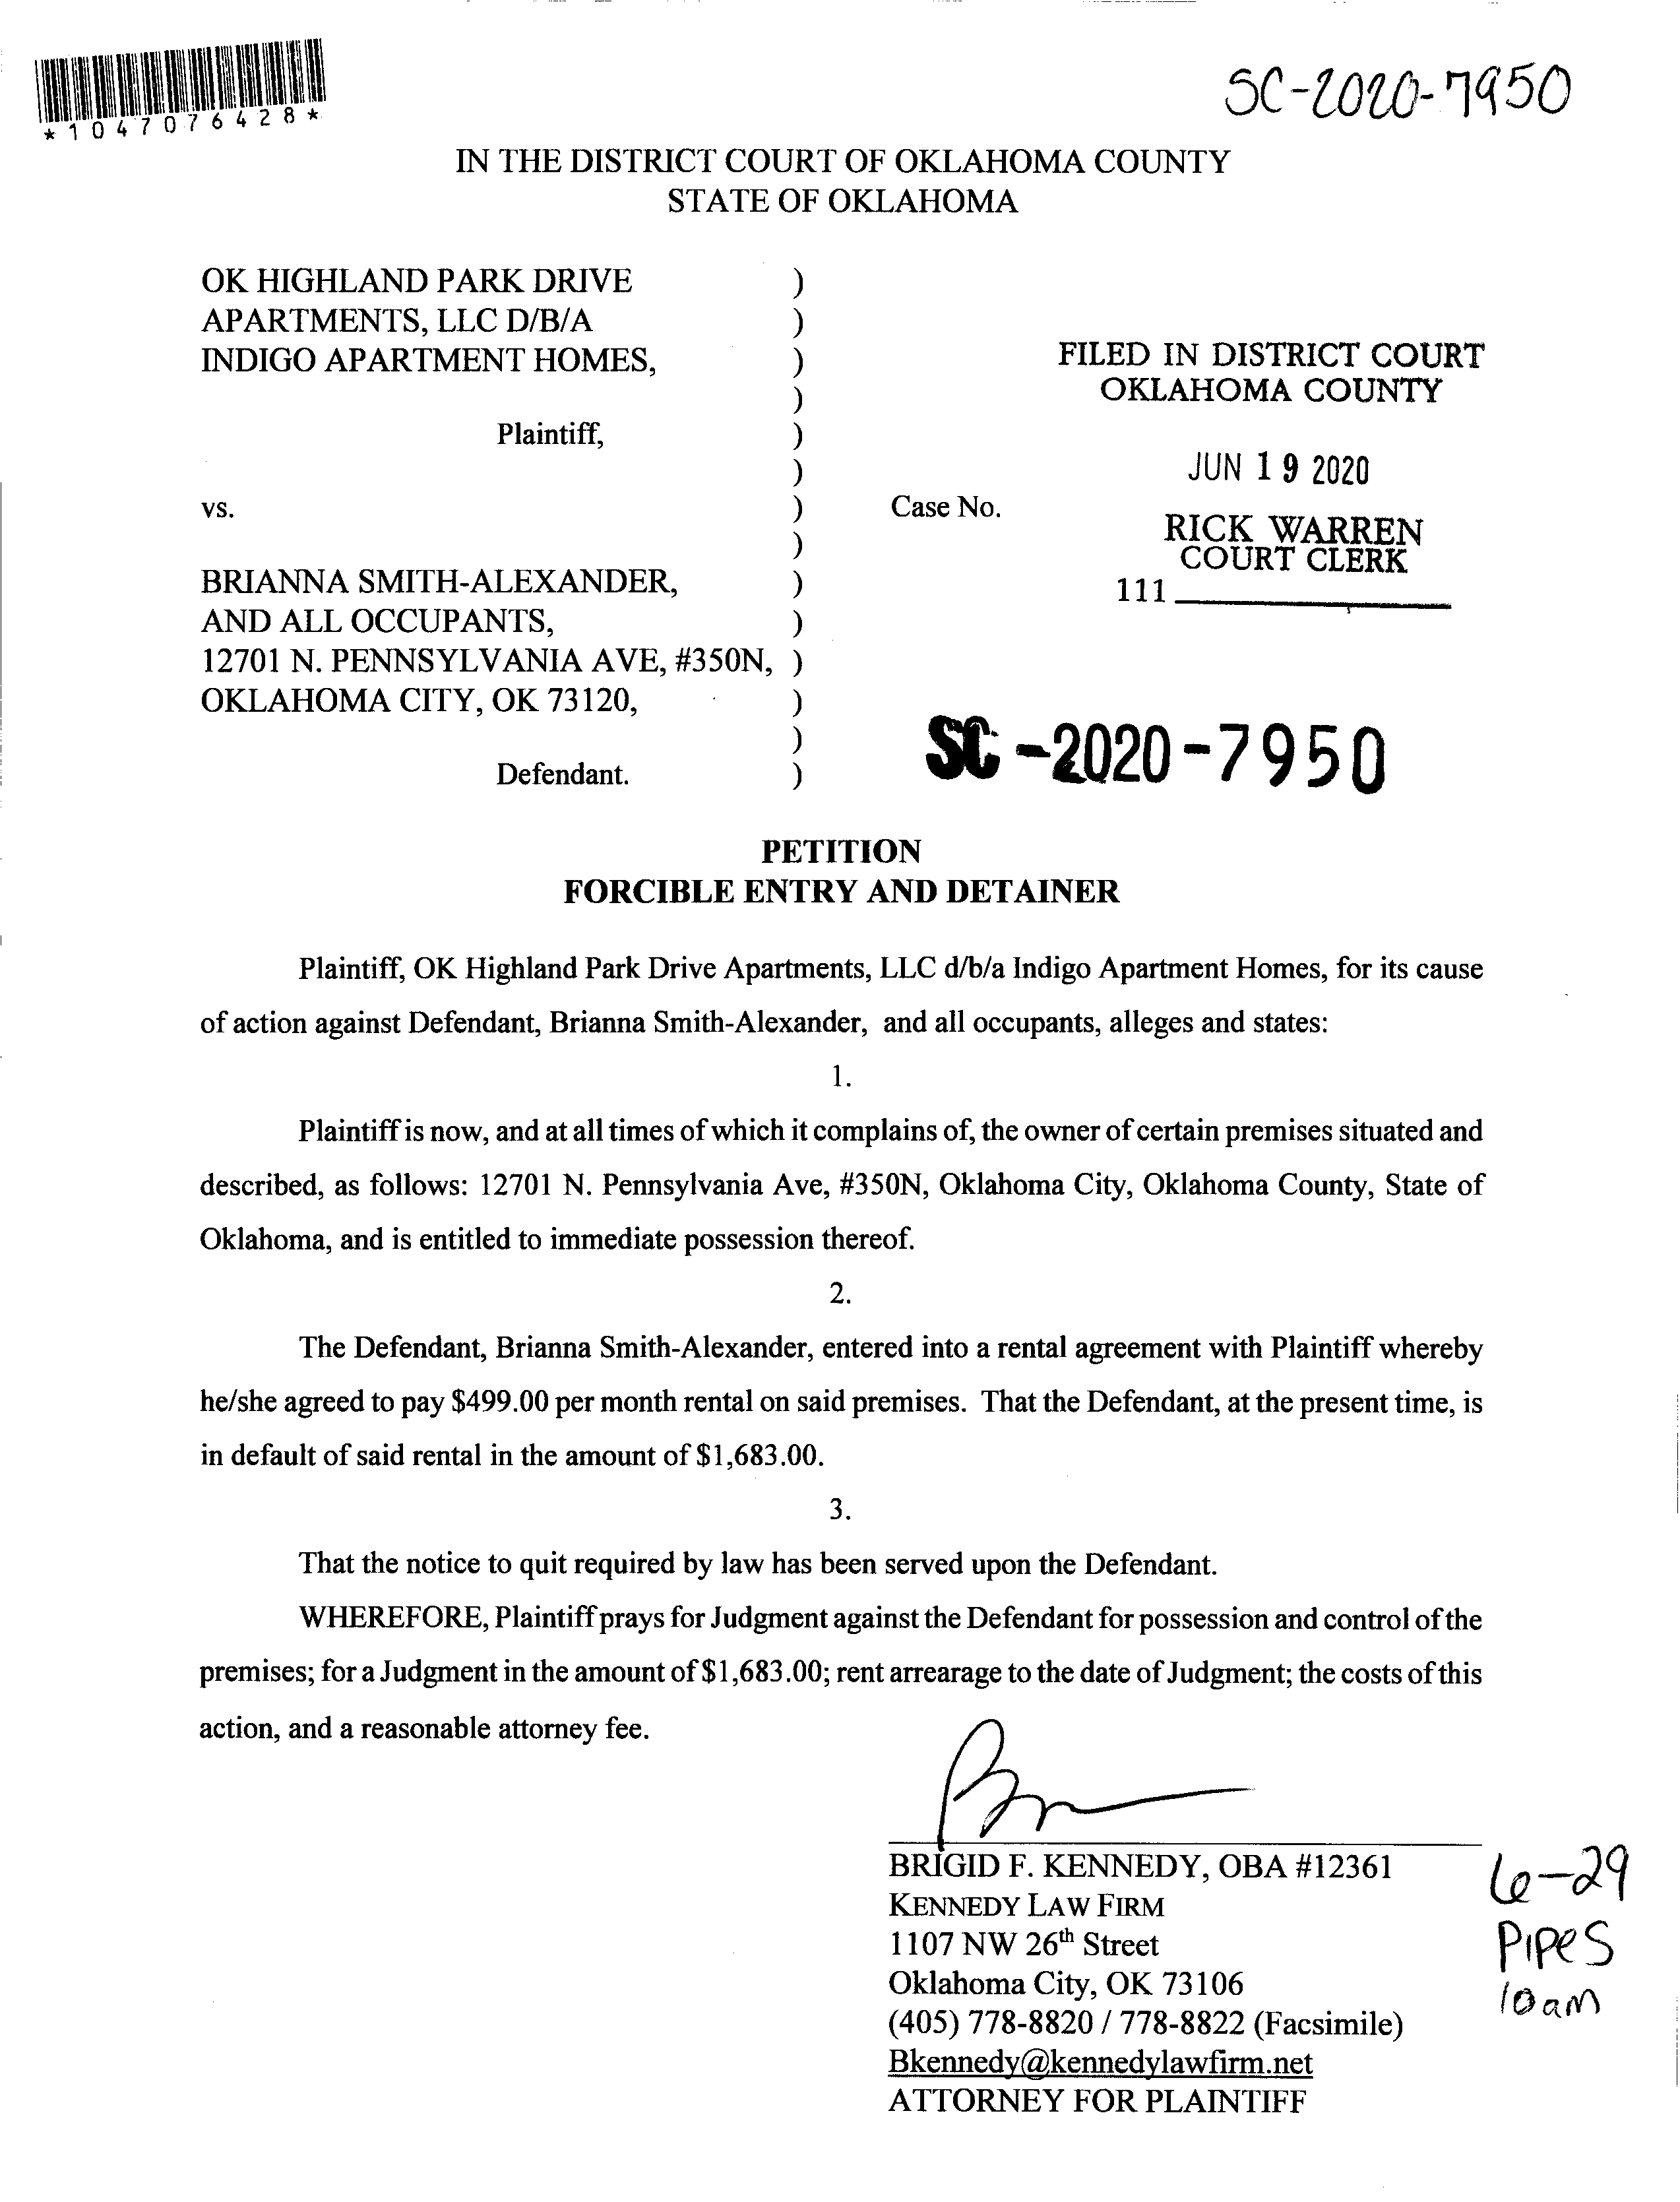 SC-2020-7950
*1047076428*
IN THE DISTRICT COURT OF OKLAHOMA COUNTY
STATE OF OKLAHOMA
OK HIGHLAND PARK DRIVE )
APARTMENTS, LLC D/B/A )
INDIGO APARTMENT HOMES, )
)
Plaintiff, )
)
vs. ) Case No.
)
BRIANNA SMITH-ALEXANDER, )
AND ALL OCCUPANTS, )
12701 N. PENNSYLVANIA AVE, #350N, )
OKLAHOMA CITY, OK 73120, )
)
Defendant. )
FILED IN DISTRICT COURT
OKLAHOMA COUNTY
JUN 19 2020
RICK WARREN
COURT CLERK
111
SC-2020-7950
PETITION
FORCIBLE ENTRY AND DETAINER
Plaintiff, OK Highland Park Drive Apartments, LLC d/b/a Indigo Apartment Homes, for its cause
of action against Defendant, Brianna Smith-Alexander, and all occupants, alleges and states:
1.
Plaintiff is now, and at all times of which it complains of, the owner of certain premises situated and
described, as follows: 12701 N. Pennsylvania Ave, #350N, Oklahoma City, Oklahoma County, State of
Oklahoma, and is entitled to immediate possession thereof.
2.
The Defendant, Brianna Smith-Alexander, entered into a rental agreement with Plaintiff whereby
he/she agreed to pay $499.00 per month rental on said premises. That the Defendant, at the present time, is
in default of said rental in the amount of $1,683.00.
3.
That the notice to quit required by law has been served upon the Defendant.
WHEREFORE, Plaintiff prays for Judgment against the Defendant for possession and control of the
premises; for a Judgment in the amount of $1,683.00; rent arrearage to the date of Judgment; the costs of this
action, and a reasonable attorney fee.
BRIGID F. KENNEDY, OBA #12361
KENNEDY LAW FIRM
1107 NW 26th Street
Oklahoma City, OK 73106
(405) 778-8820 / 778-8822 (Facsimile)
Bkennedy@kennedylawfirm.net
ATTORNEY FOR PLAINTIFF
6-29
Pipes
10am